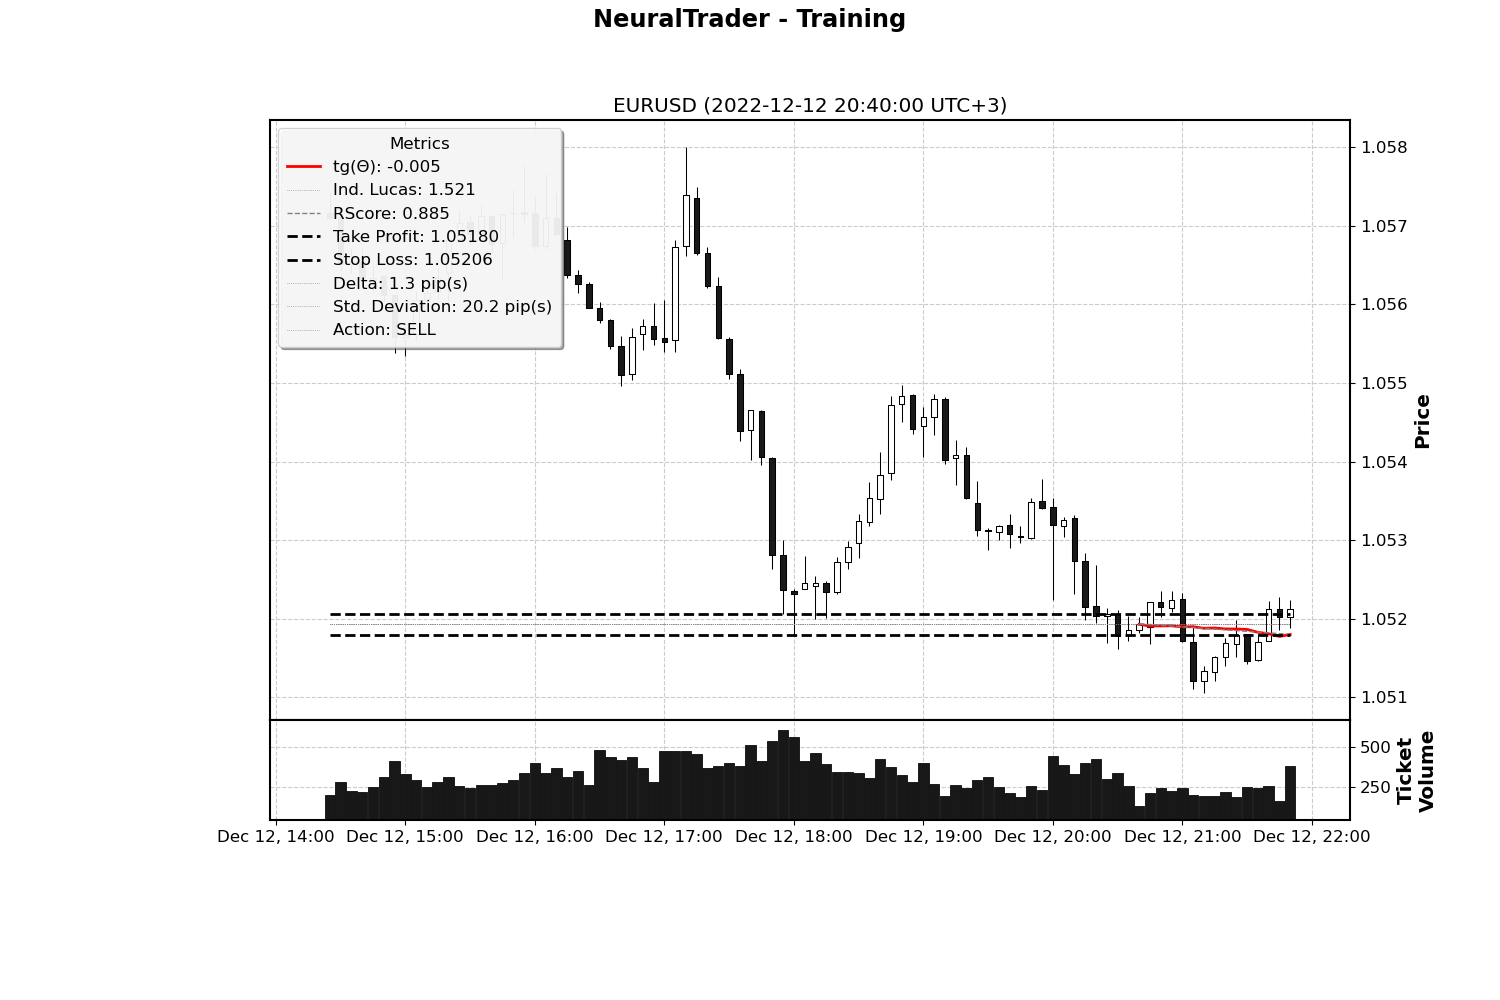 NeuralTrader - Training
EURUSD (2022-12-12 20:40:00 UTC+3)
Metrics
tg(Θ): -0.005
Ind. Lucas: 1.521
RScore: 0.885
Take Profit: 1.05180
Stop Loss: 1.05206
Delta: 1.3 pip(s)
Std. Deviation: 20.2 pip(s)
Action: SELL
1.058
1.057
1.056
1.055
1.054
1.053
1.052
1.051
Price
500
250
Ticket
Volume
Dec 12, 14:00
Dec 12, 15:00
Dec 12, 16:00
Dec 12, 17:00
Dec 12, 18:00
Dec 12, 19:00
Dec 12, 20:00
Dec 12, 21:00
Dec 12, 22:00